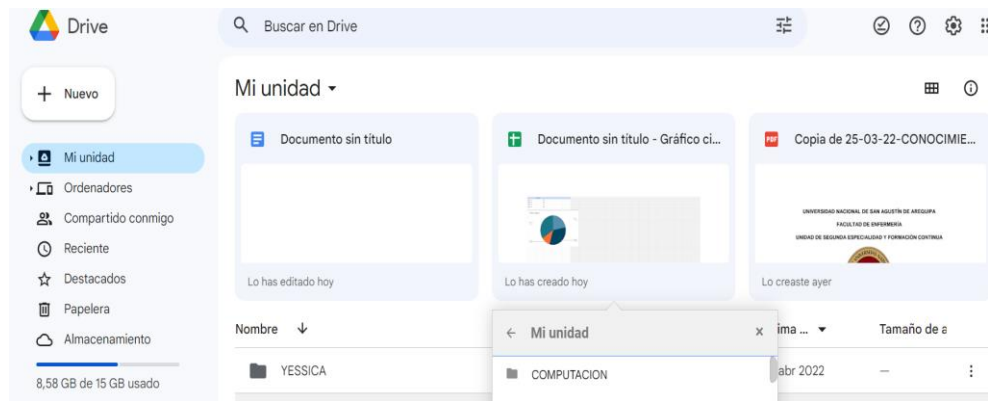 Drive
Buscar en Drive
Nuevo
Mi unidad
Mi unidad
Ordenadores
Compartido conmigo
Reciente
Destacados
Papelera
Almacenamiento
8,58 GB de 15 GB usado
Documento sin título
Lo has editado hoy
Documento sin título - Gráfico ci...
Lo has creado hoy
PDF
Copia de 25-03-22-CONOCIMIE...
UNIVERSIDAD NACIONAL DE SAN AGUSTÍN DE AREQUIPA
FACULTAD DE ENFERMERÍA
UNIDAD DE SEGUNDA ESPECIALIDAD Y FORMACIÓN CONTINUA
Lo creaste ayer
Nombre
ima ...
Tamaño de a
YESSICA
abr 2022
—
Mi unidad
COMPUTACION